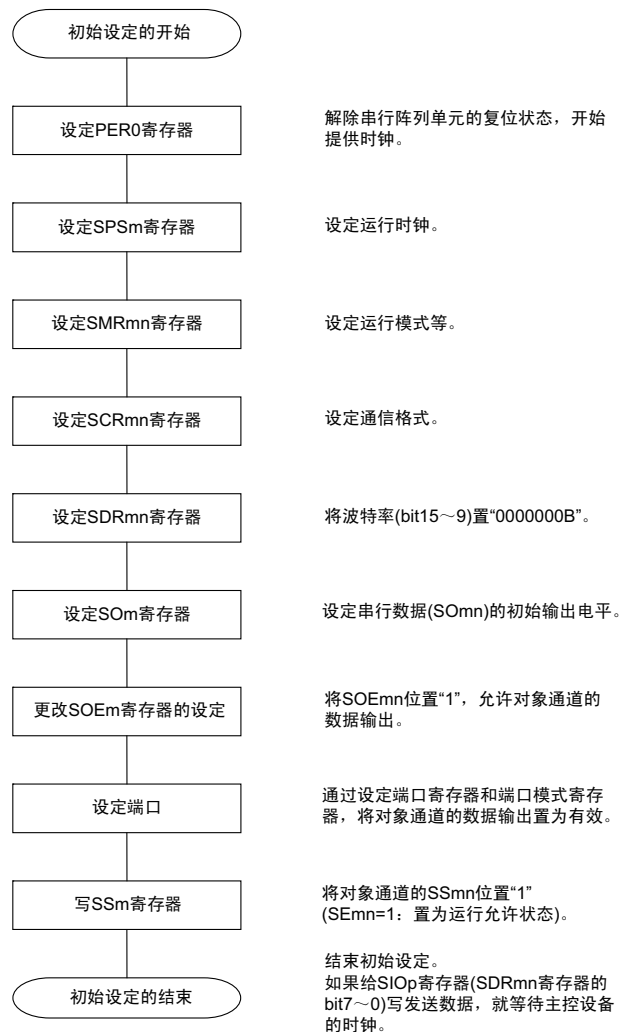 初始设定的开始
设定PER0寄存器
解除串行阵列单元的复位状态，开始
提供时钟。
设定SPSm寄存器
设定运行时钟。
设定SMRmn寄存器
设定运行模式等。
设定SCRmn寄存器
设定通信格式。
设定SDRmn寄存器
将波特率(bit15～9)置“0000000B”。
设定SOm寄存器
设定串行数据(SOmn)的初始输出电平。
更改SOEm寄存器的设定
将SOEmn位置“1”，允许对象通道的
数据输出。
设定端口
通过设定端口寄存器和端口模式寄存
器，将对象通道的数据输出置为有效。
写SSm寄存器
将对象通道的SSmn位置“1”
(SEmn=1：置为运行允许状态)。
初始设定的结束
结束初始设定。
如果给SIOp寄存器(SDRmn寄存器的
bit7～0)写发送数据，就等待主控设备
的时钟。